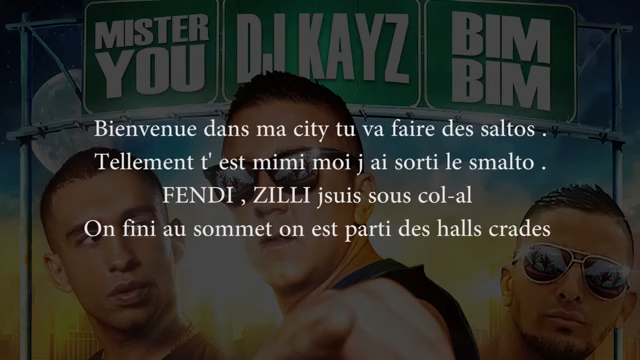 MISTER YOU
DJ KAYZ
BIM BIM
Bienvenue dans ma city tu va faire des saltos .
Tellement t' est mimi moi j ai sorti le smalto .
FENDI , ZILLI jsuis sous col-al
On fini au sommet on est parti des halls crades